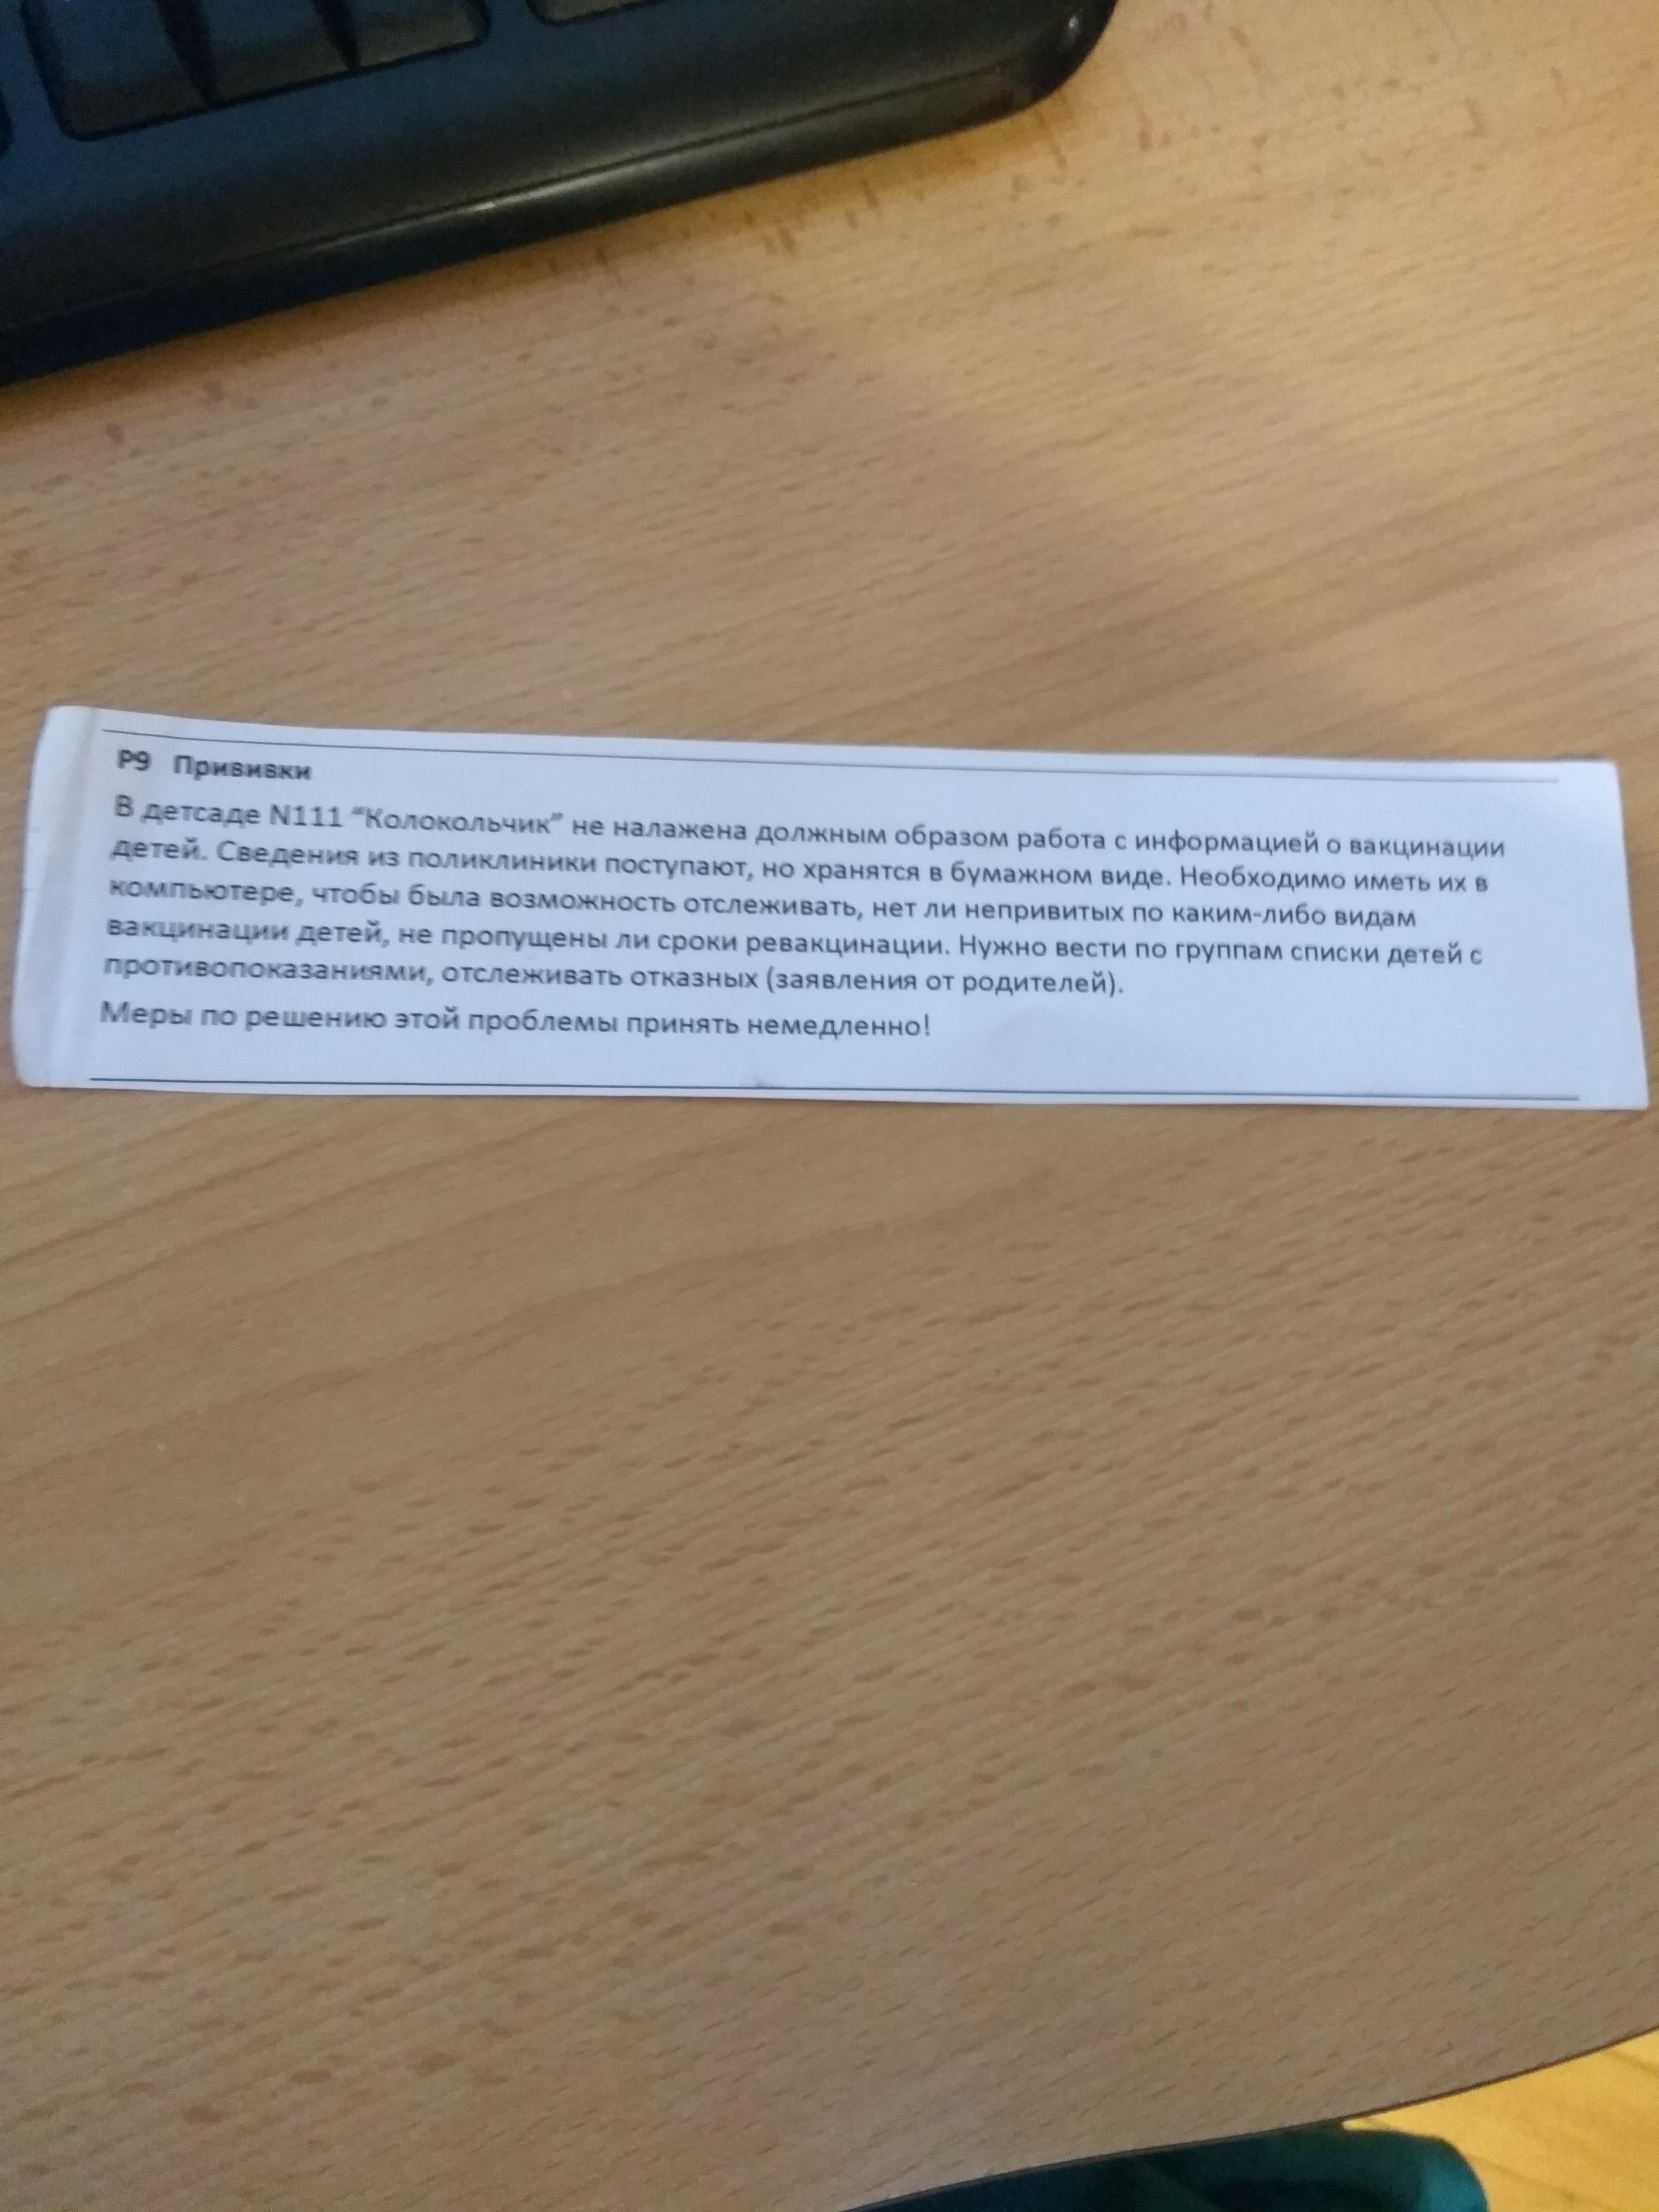 Р9 Прививки
В детсаде N111 “Колокольчик” не налажена должным образом работа с информацией о вакцинации
детей. Сведения из поликлиники поступают, но хранятся в бумажном виде. Необходимо иметь их в
компьютере, чтобы была возможность отслеживать, нет ли непривитых по каким-либо видам
вакцинации детей, не пропущены ли сроки ревакцинации. Нужно вести по группам списки детей с
противопоказаниями, отслеживать отказных (заявления от родителей).
Меры по решению этой проблемы принять немедленно!